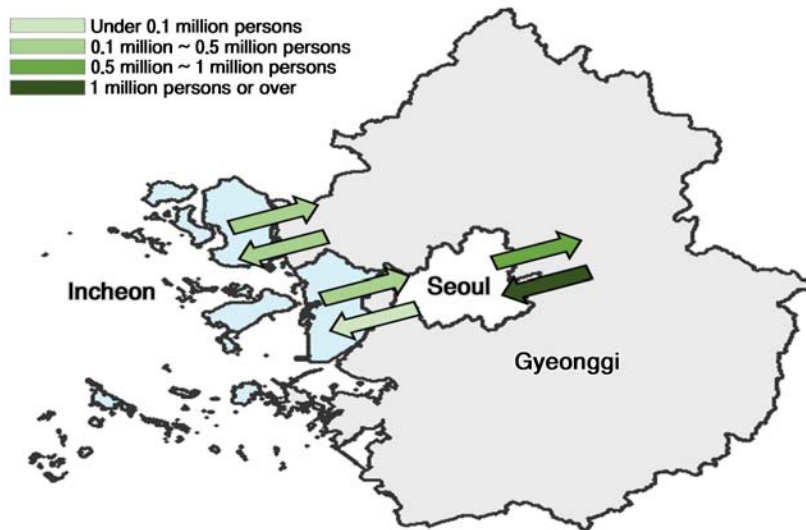 Under 0.1 million persons
0.1 million ~ 0.5 million persons
0.5 million ~ 1 million persons
1 million persons or over
Incheon
Seoul
Gyeonggi